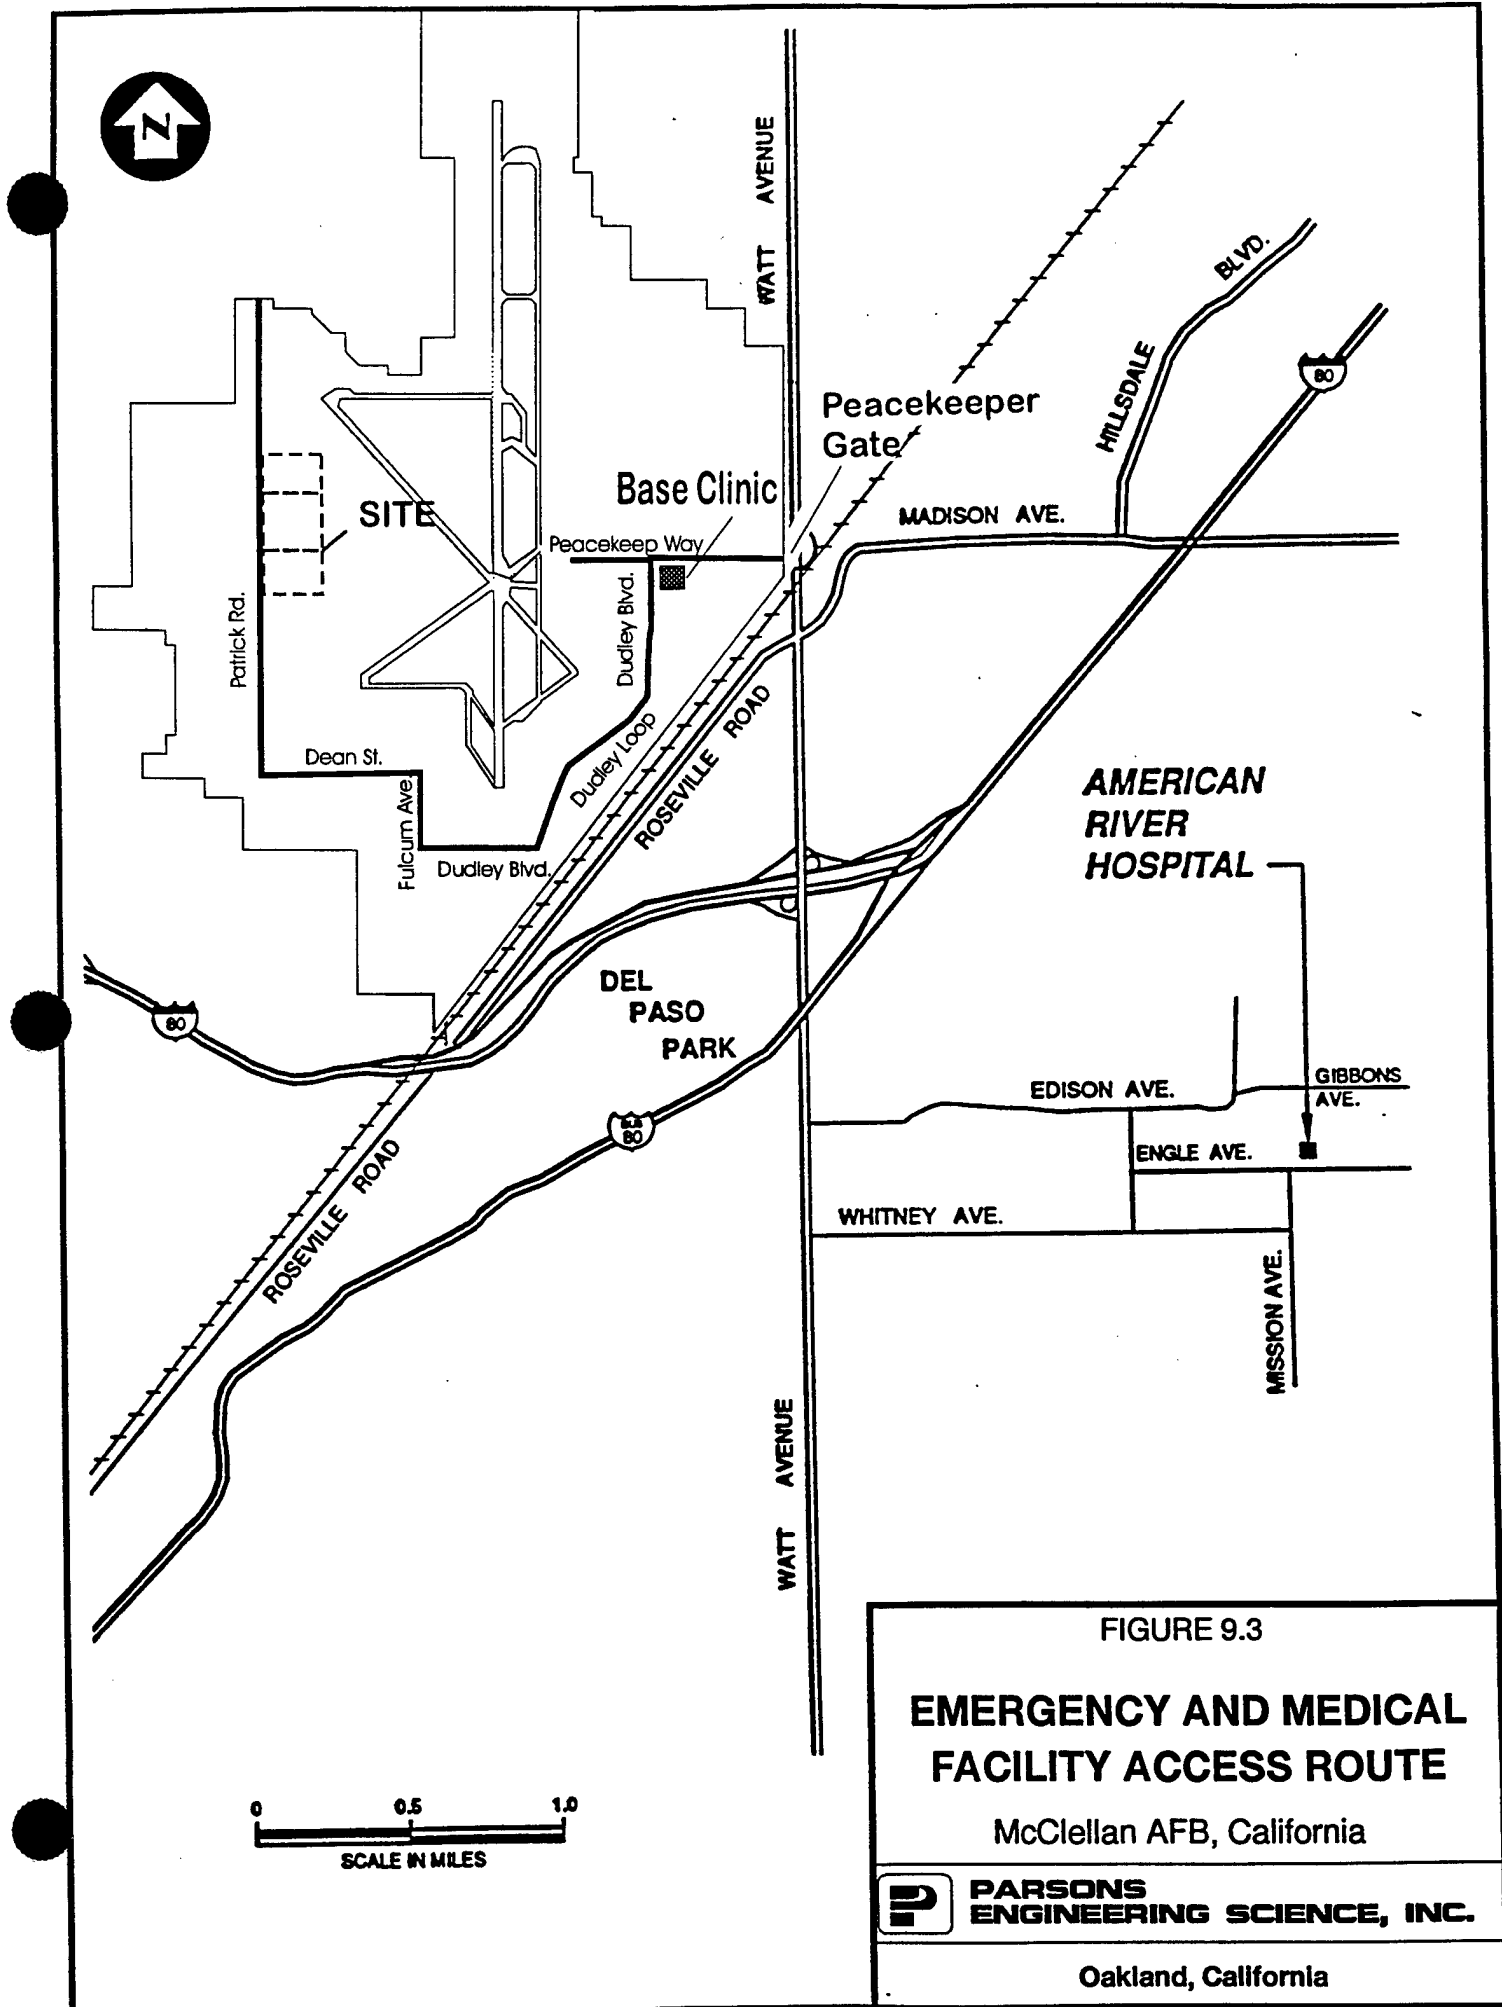 N
WATT AVENUE
HILLSDALE BLVD.
80
Peacekeeper
Gate
Base Clinic
MADISON AVE.
SITE
Peacekeep Way
Patrick Rd.
Dudley Blvd.
Dudley Loop
ROSEVILLE ROAD
Dean St.
Fulcum Ave.
Dudley Blvd.
AMERICAN
RIVER
HOSPITAL
DEL
PASO
PARK
80
EDISON AVE.
GIBBONS
AVE.
BUS
80
ENGLE AVE.
ROSEVILLE ROAD
WHITNEY AVE.
MISSION AVE.
WATT AVENUE
0 0.5 1.0
SCALE IN MILES
FIGURE 9.3
EMERGENCY AND MEDICAL
FACILITY ACCESS ROUTE
McClellan AFB, California
PARSONS
ENGINEERING SCIENCE, INC.
Oakland, California